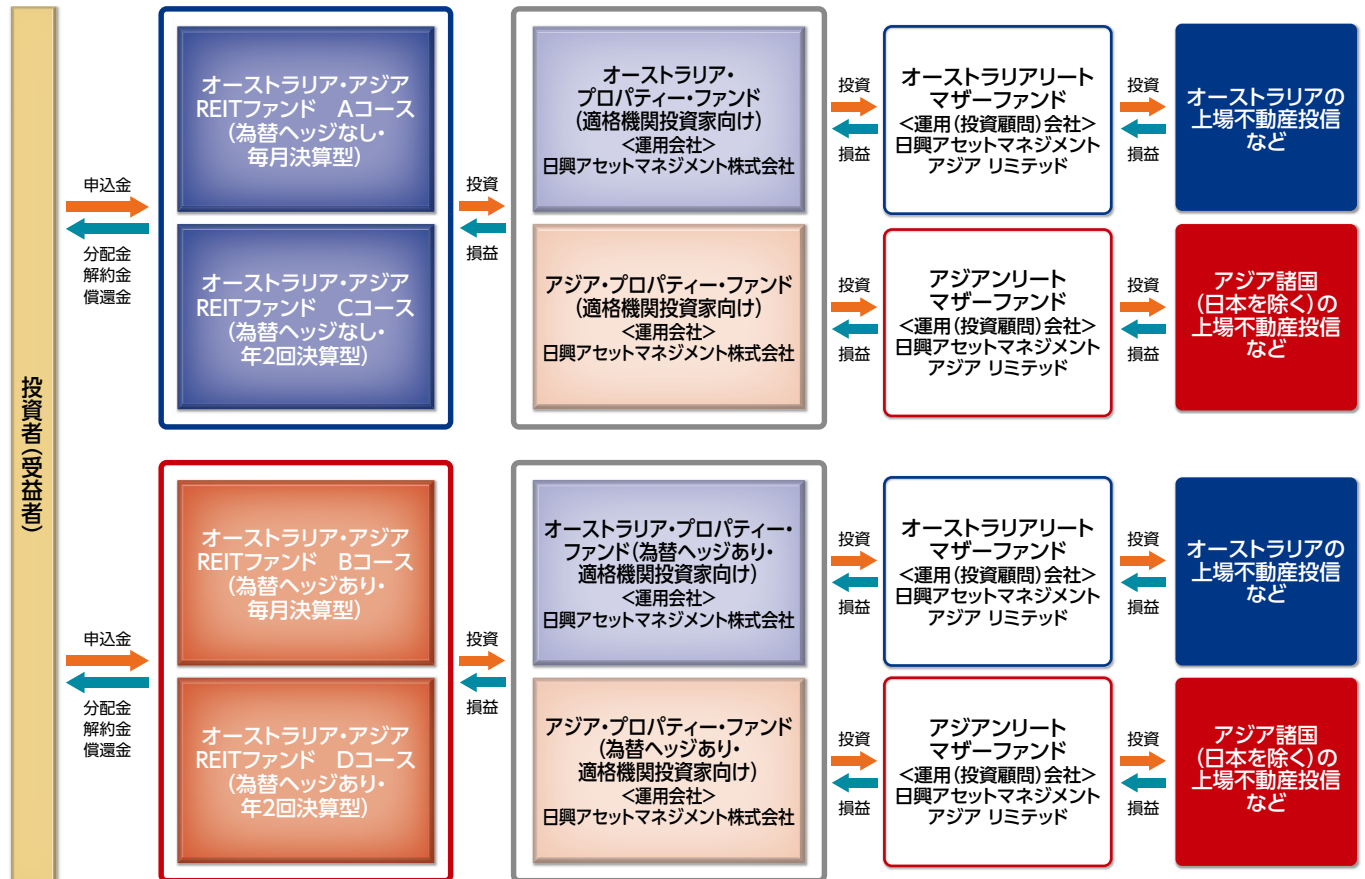 投資者(受益者)
申込金
分配金
解約金
償還金
オーストラリア・アジア
REITファンド Aコース
(為替ヘッジなし・
毎月決算型)
オーストラリア・アジア
REITファンド Cコース
(為替ヘッジなし・
年2回決算型)
投資
損益
オーストラリア・
プロパティー・ファンド
(適格機関投資家向け)
<運用会社>
日興アセットマネジメント株式会社
アジア・プロパティー・ファンド
(適格機関投資家向け)
<運用会社>
日興アセットマネジメント株式会社
投資
損益
オーストラリアリート
マザーファンド
<運用(投資顧問)会社>
日興アセットマネジメント
アジア リミテッド
投資
損益
オーストラリアの
上場不動産投信
など
投資
損益
アジアンリート
マザーファンド
<運用(投資顧問)会社>
日興アセットマネジメント
アジア リミテッド
投資
損益
アジア諸国
(日本を除く)の
上場不動産投信
など
申込金
分配金
解約金
償還金
オーストラリア・アジア
REITファンド Bコース
(為替ヘッジあり・
毎月決算型)
オーストラリア・アジア
REITファンド Dコース
(為替ヘッジあり・
年2回決算型)
投資
損益
オーストラリア・プロパティー・
ファンド(為替ヘッジあり・
適格機関投資家向け)
<運用会社>
日興アセットマネジメント株式会社
アジア・プロパティー・ファンド
(為替ヘッジあり・
適格機関投資家向け)
<運用会社>
日興アセットマネジメント株式会社
投資
損益
オーストラリアリート
マザーファンド
<運用(投資顧問)会社>
日興アセットマネジメント
アジア リミテッド
投資
損益
オーストラリアの
上場不動産投信
など
投資
損益
アジアンリート
マザーファンド
<運用(投資顧問)会社>
日興アセットマネジメント
アジア リミテッド
投資
損益
アジア諸国
(日本を除く)の
上場不動産投信
など